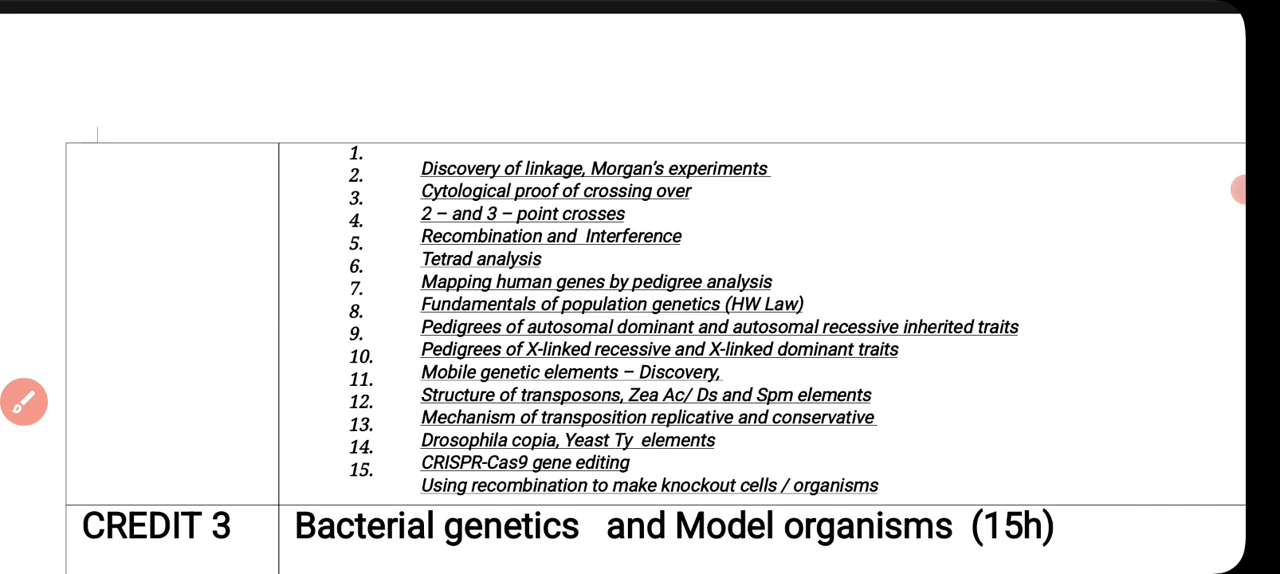 1.
Discovery of linkage, Morgan's experiments
2.
Cytological proof of crossing over
3.
2 – and 3 – point crosses
4.
Recombination and  Interference
5.
Tetrad analysis
6.
Mapping human genes by pedigree analysis
7.
Fundamentals of population genetics (HW Law)
8.
Pedigrees of autosomal dominant and autosomal recessive inherited traits
9.
Pedigrees of X-linked recessive and X-linked dominant traits
10.
Mobile genetic elements – Discovery,
11.
Structure of transposons, Zea Ac/ Ds and Spm elements
12.
Mechanism of transposition replicative and conservative
13.
Drosophila copia, Yeast Ty  elements
14.
CRISPR-Cas9 gene editing
15.
Using recombination to make knockout cells / organisms
CREDIT 3 Bacterial genetics   and Model organisms  (15h)